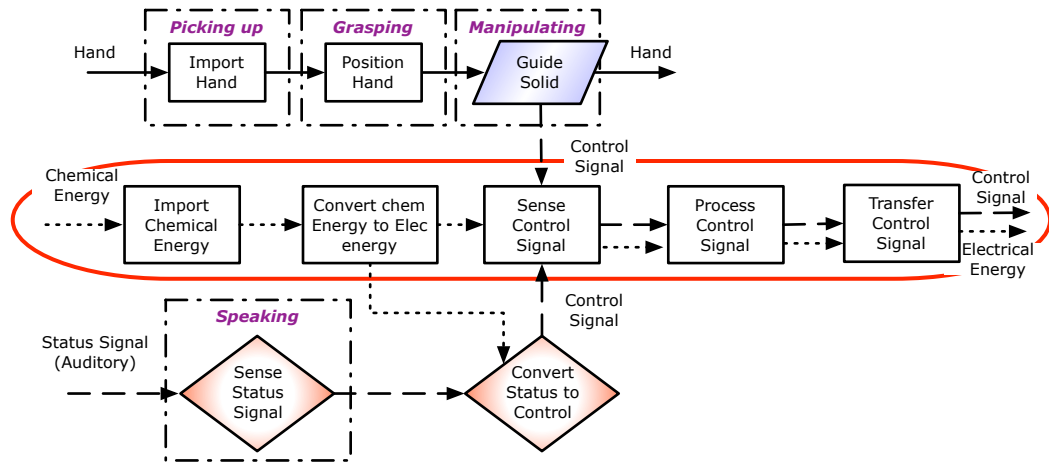 Picking up
Grasping
Manipulating
Hand
Import
Hand
Position
Hand
Guide
Solid
Hand
Control
Signal
Chemical
Energy
Import
Chemical
Energy
Convert chem
Energy to Elec
energy
Sense
Control
Signal
Process
Control
Signal
Transfer
Control
Signal
Control
Signal
Electrical
Energy
Speaking
Control
Signal
Status Signal
(Auditory)
Sense
Status
Signal
Convert
Status to
Control